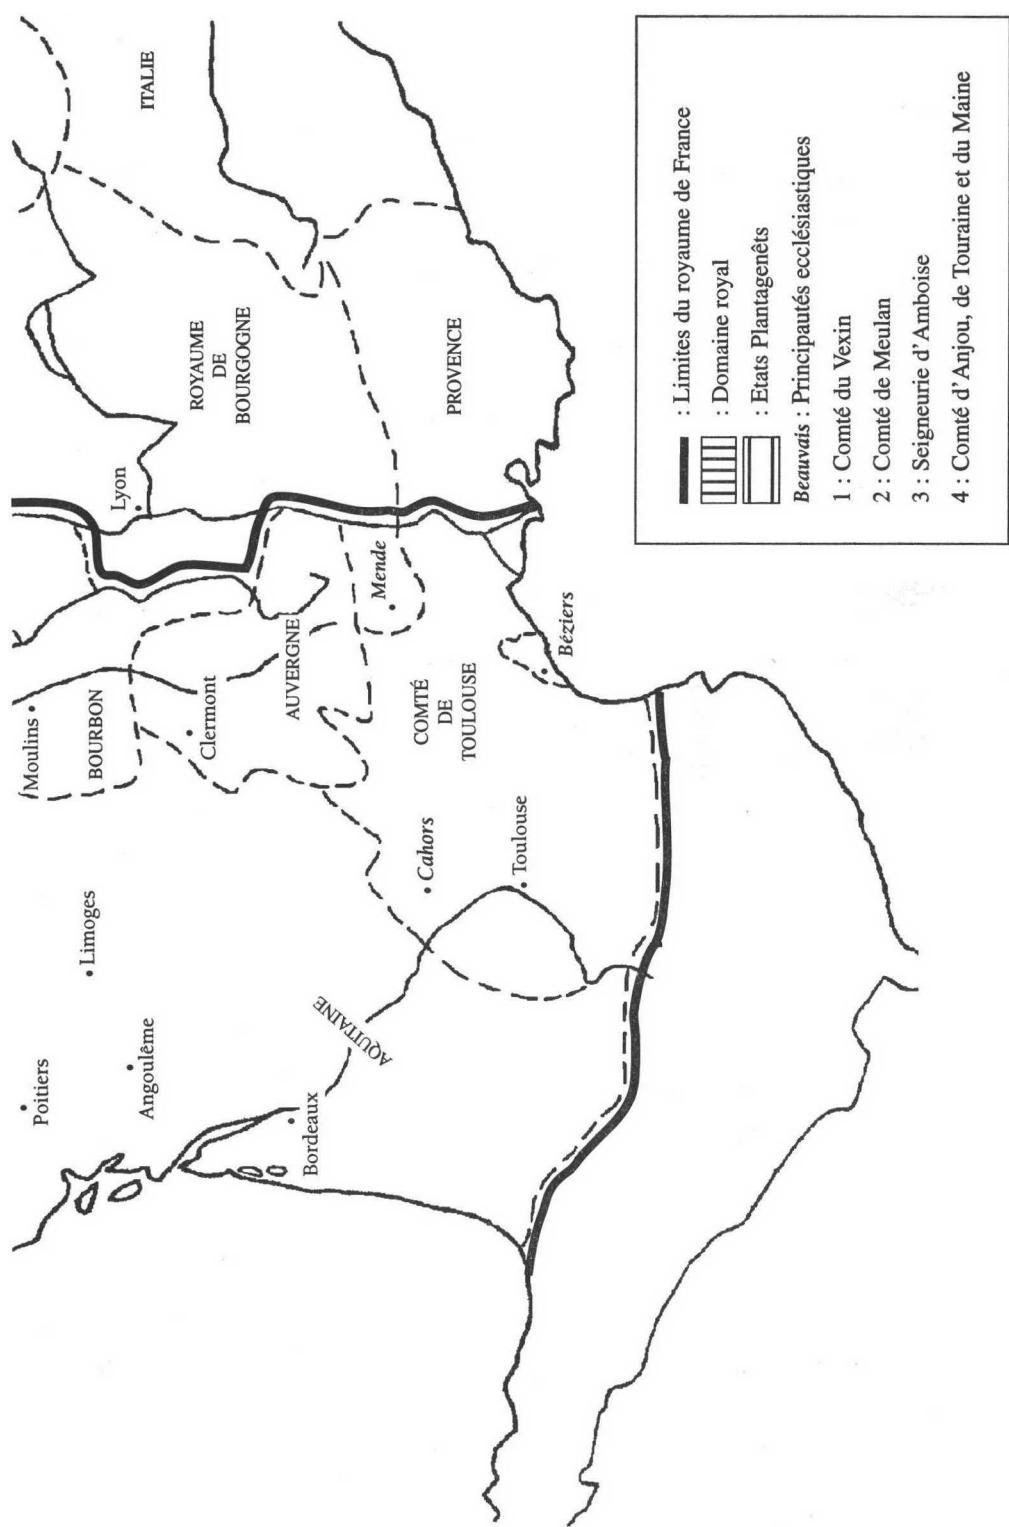 Poitiers
Angoulême
Limoges
Moulins
BOURBON
Clermont
Lyon
ITALIE
ROYAUME
DE
BOURGOGNE
AUVERGNE
Bordeaux
AQUITAINE
Cahors
Mende
PROVENCE
COMTÉ
DE
TOULOUSE
Toulouse
Béziers
: Limites du royaume de France
: Domaine royal
: Etats Plantagenêts
Beauvais : Principautés ecclésiastiques
1 : Comté du Vexin
2 : Comté de Meulan
3 : Seigneurie d'Amboise
4 : Comté d'Anjou, de Touraine et du Maine